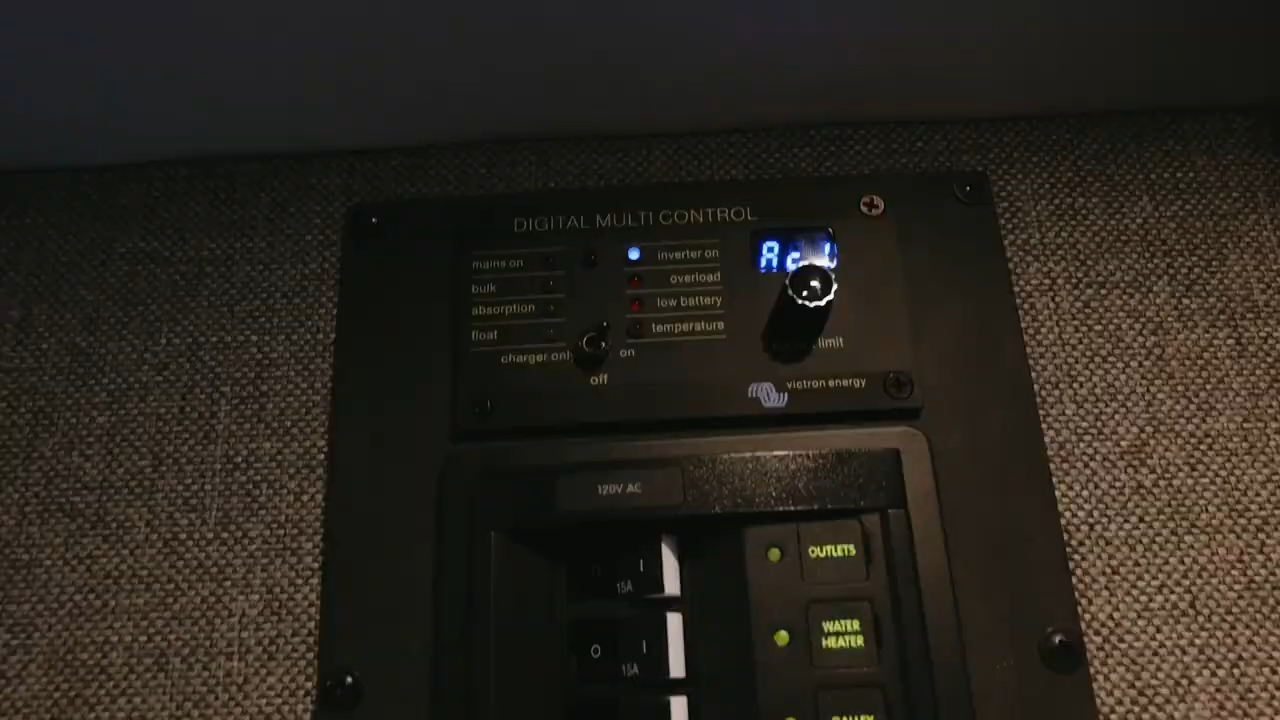 DIGITAL MULTI CONTROL
mains on
bulk
absorption
float
inverter on
overload
low battery
temperature
charger only
on
off
limit
victron energy
120V AC
I
15A
OUTLETS
O I
15A
WATER
HEATER